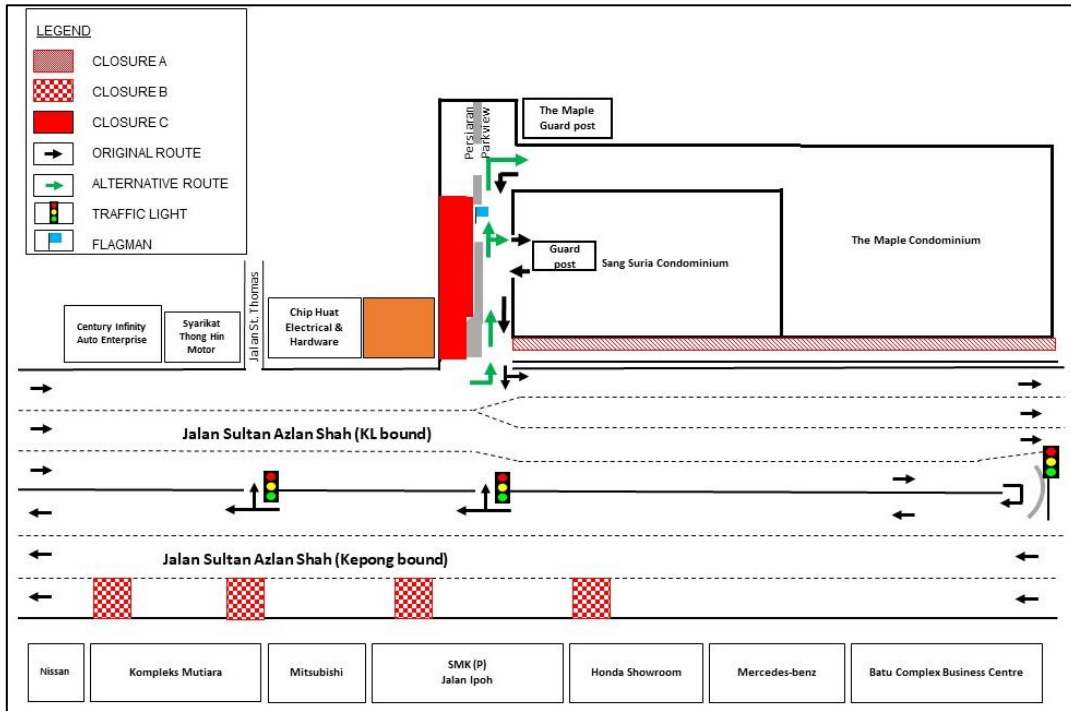 LEGEND
CLOSURE A
CLOSURE B
CLOSURE C
ORIGINAL ROUTE
ALTERNATIVE ROUTE
TRAFFIC LIGHT
FLAGMAN
Persiaran
Parkview
The Maple
Guard post
The Maple Condominium
Guard
post
Sang Suria Condominium
Jalan St. Thomas
Century Infinity
Auto Enterprise
Syarikat
Thong Hin
Motor
Chip Huat
Electrical &
Hardware
Jalan Sultan Azlan Shah (KL bound)
Jalan Sultan Azlan Shah (Kepong bound)
Nissan
Kompleks Mutiara
Mitsubishi
SMK (P)
Jalan Ipoh
Honda Showroom
Mercedes-benz
Batu Complex Business Centre